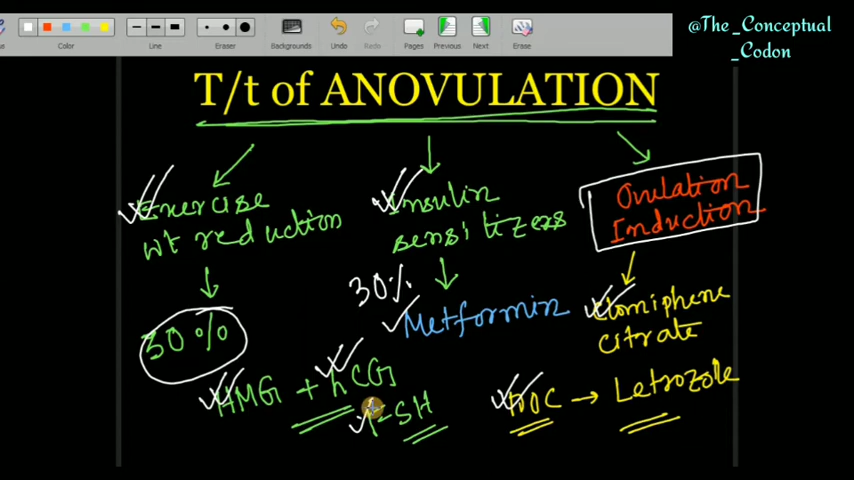 Color
Line
Eraser
Backgrounds
Undo
Redo
Pages
Previous
Next
Erase
@The_Conceptual
_Codon
T/t of ANOVULATION
Exercise
wt reduction
30%
Insulin
sensitizers
30%
Metformin
Ovulation
Induction
Clomiphene
citrate
HMG + hCG
FSH
DOC → Letrozole